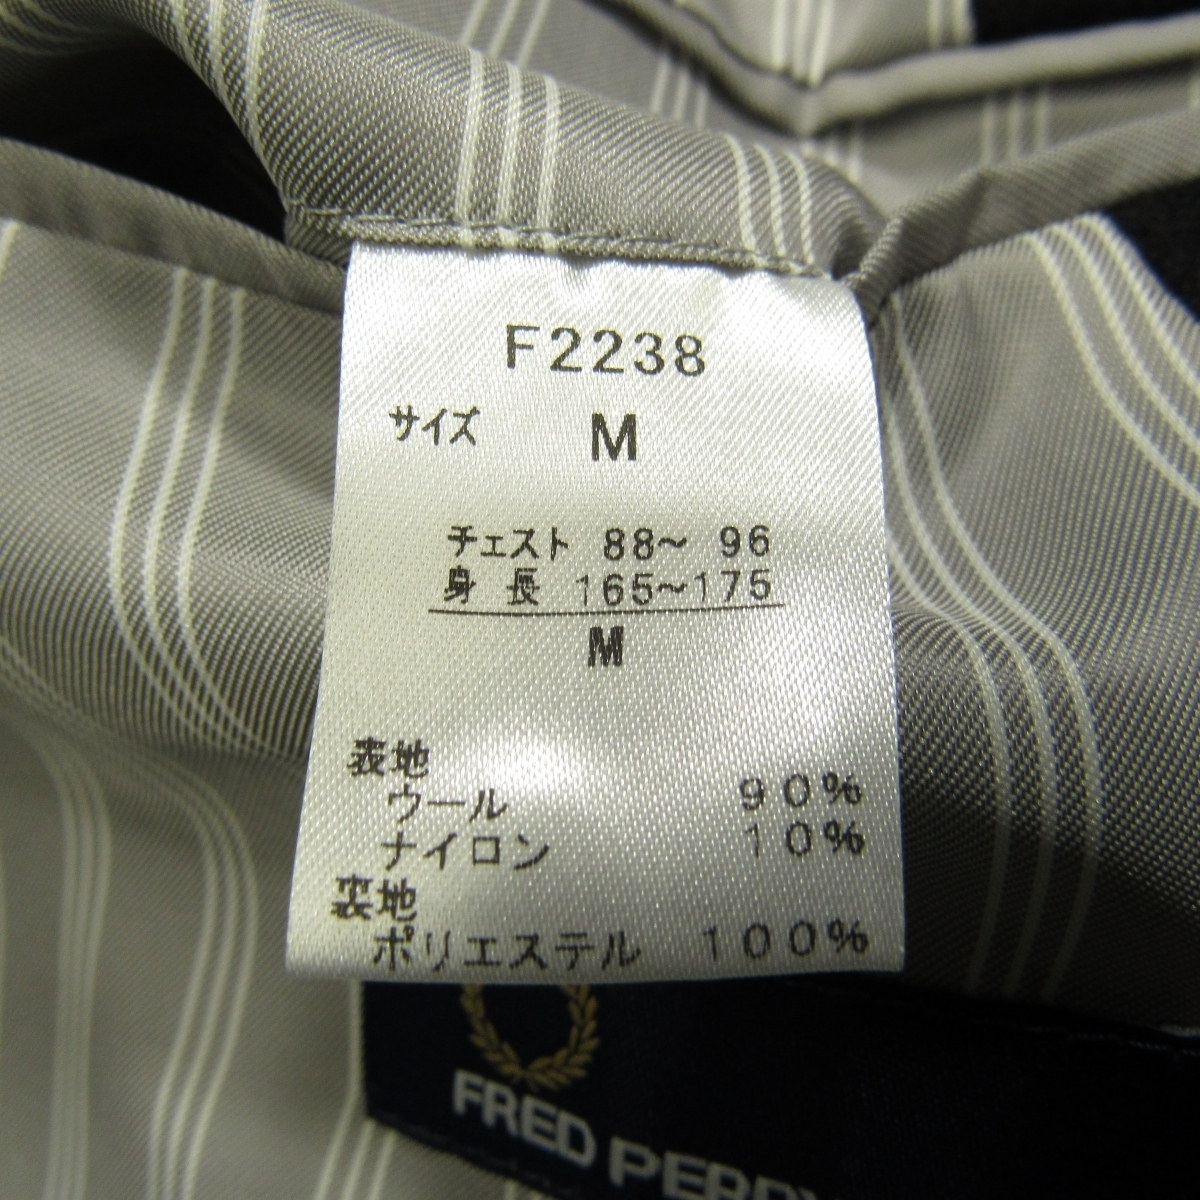 F2238
サイズ M
チェスト 88～ 96
身長 165～175
M
表地
ウール 90%
ナイロン 10%
裏地
ポリエステル 100%
FRED PERRY